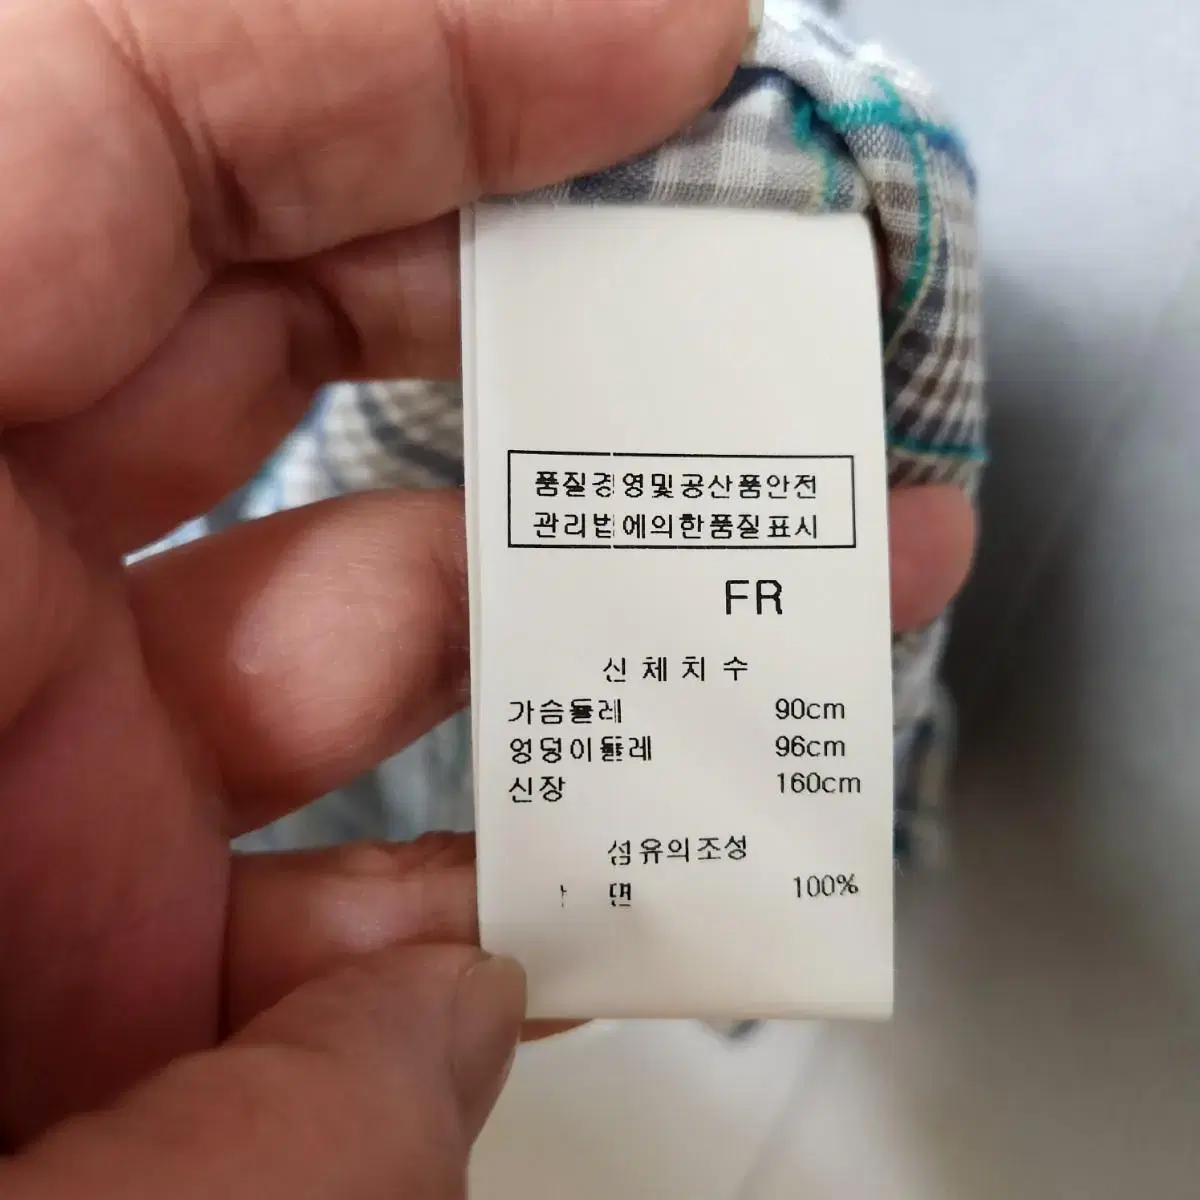 품질경영및공산품안전
관리법에의한품질표시
FR
신체치수
가슴둘레 90cm
엉덩이둘레 96cm
신장 160cm
섬유의조성
면 100%